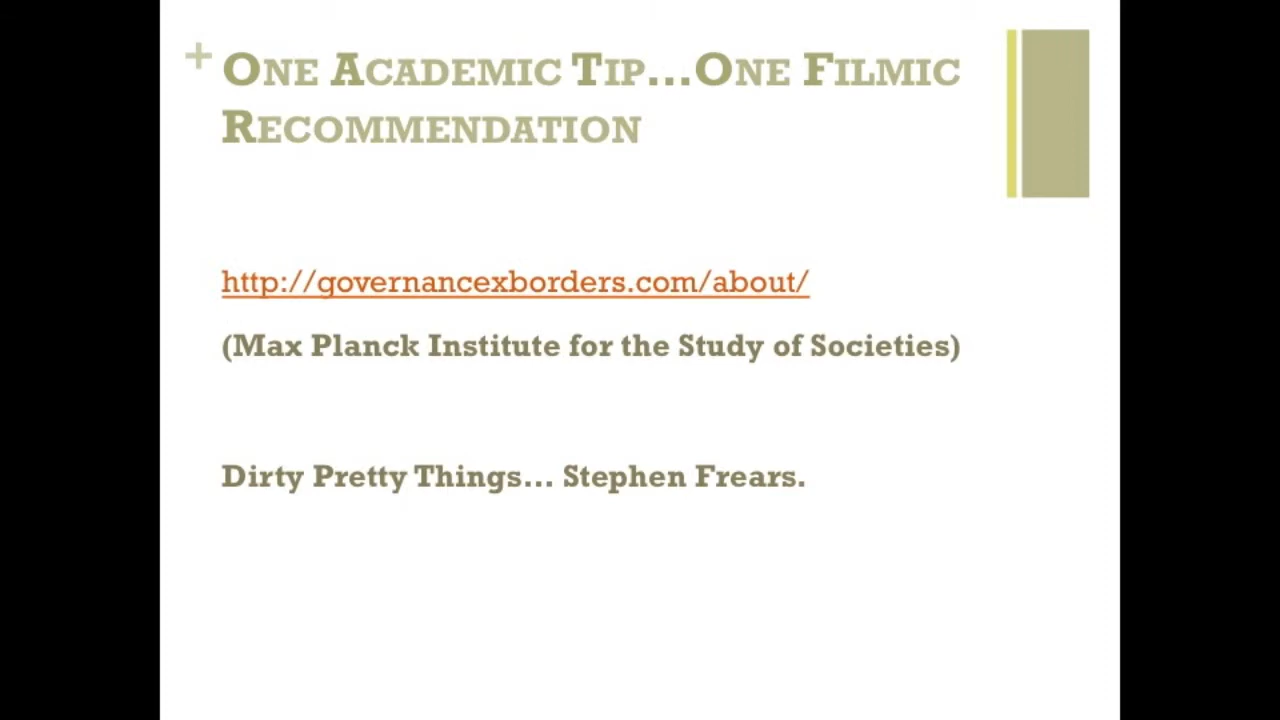 + One Academic Tip...One Filmic
Recommendation
http://governancexborders.com/about/
(Max Planck Institute for the Study of Societies)
Dirty Pretty Things... Stephen Frears.